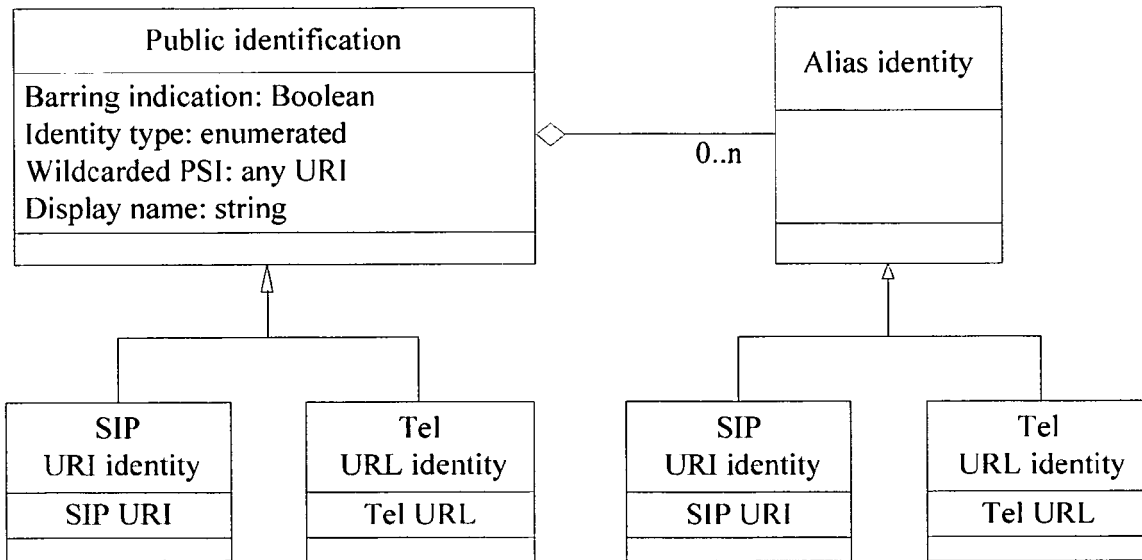 Public identification
Barring indication: Boolean
Identity type: enumerated
Wildcarded PSI: any URI
Display name: string
0..n
Alias identity
SIP
URI identity
SIP URI
Tel
URL identity
Tel URL
SIP
URI identity
SIP URI
Tel
URL identity
Tel URL